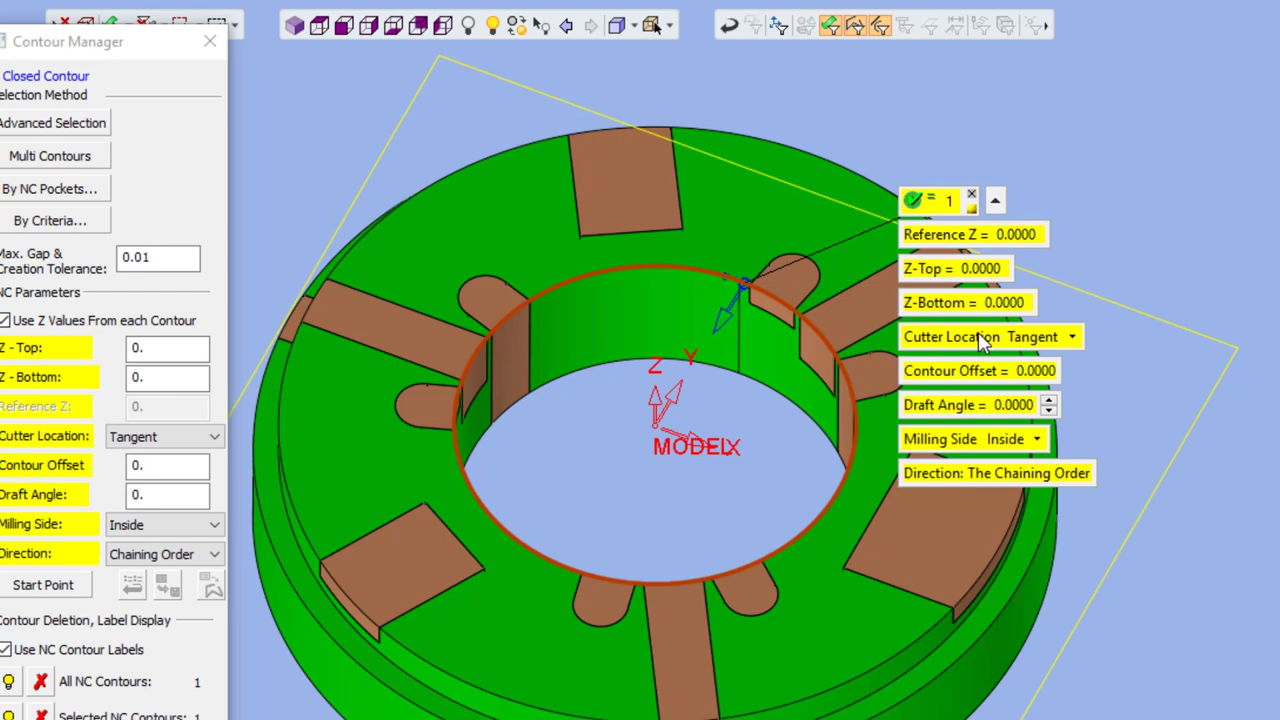 Contour Manager
Closed Contour
election Method
Advanced Selection
Multi Contours
By NC Pockets...
By Criteria...
Max. Gap &
Creation Tolerance: 0.01
NC Parameters
Use Z Values From each Contour
Z - Top: 0.
Z - Bottom: 0.
Reference Z: 0.
Cutter Location: Tangent
Contour Offset 0.
Draft Angle: 0.
Milling Side: Inside
Direction: Chaining Order
Start Point
Contour Deletion, Label Display
Use NC Contour Labels
All NC Contours: 1
Selected NC Contours: 1
= 1
Reference Z = 0.0000
Z-Top = 0.0000
Z-Bottom = 0.0000
Cutter Location Tangent
Contour Offset = 0.0000
Draft Angle = 0.0000
Milling Side Inside
Direction: The Chaining Order
Z Y
MODEL X